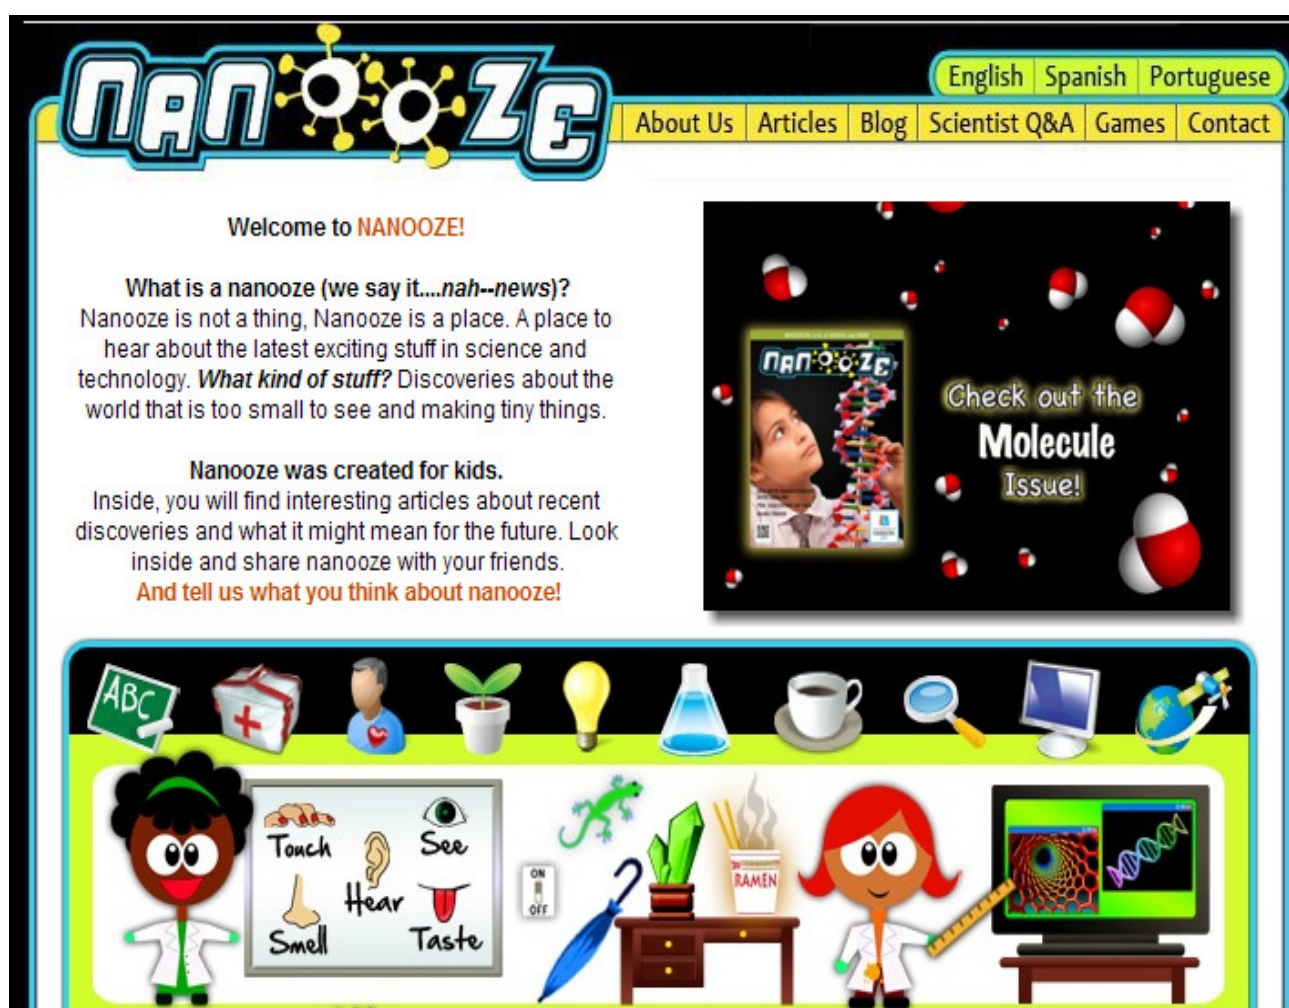 NANOOZE
English Spanish Portuguese
About Us Articles Blog Scientist Q&A Games Contact
Welcome to NANOOZE!
What is a nanooze (we say it....nah--news)?
Nanooze is not a thing, Nanooze is a place. A place to
hear about the latest exciting stuff in science and
technology. What kind of stuff? Discoveries about the
world that is too small to see and making tiny things.
Nanooze was created for kids.
Inside, you will find interesting articles about recent
discoveries and what it might mean for the future. Look
inside and share nanooze with your friends.
And tell us what you think about nanooze!
NANOOZE
Check out the
Molecule
Issue!
ABC
Touch
See
Hear
Smell
Taste
ON
OFF
RAMEN